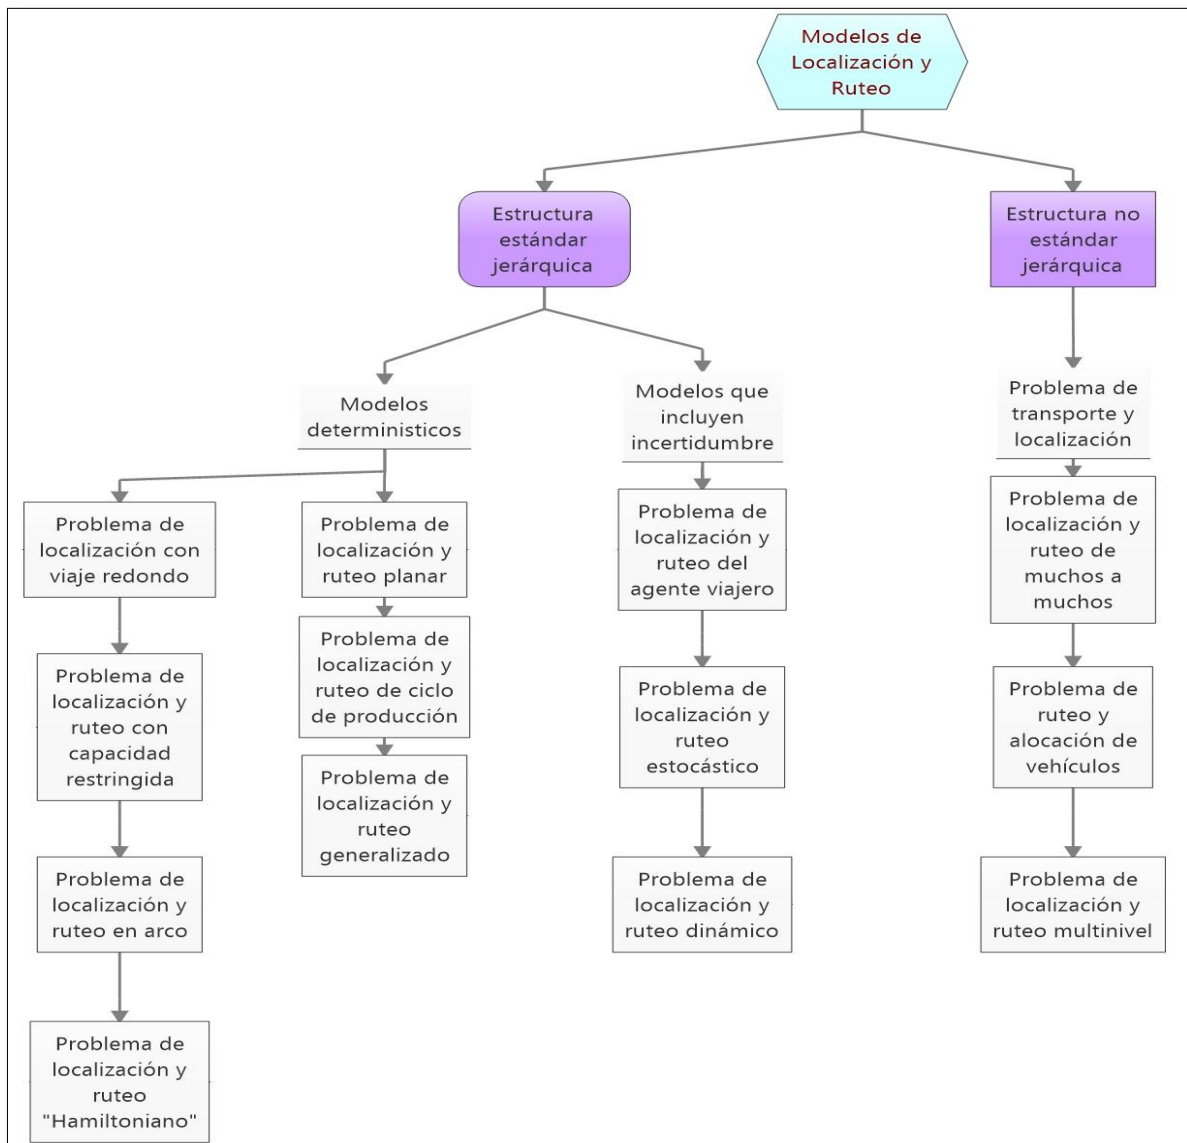 Modelos de
Localización y
Ruteo
Estructura
estándar
jerárquica
Estructura no
estándar
jerárquica
Modelos
deterministicos
Modelos que
incluyen
incertidumbre
Problema de
transporte y
localización
Problema de
localización con
viaje redondo
Problema de
localización y
ruteo planar
Problema de
localización y
ruteo del
agente viajero
Problema de
localización y
ruteo de
muchos a
muchos
Problema de
localización y
ruteo con
capacidad
restringida
Problema de
localización y
ruteo de ciclo
de producción
Problema de
localización y
ruteo
estocástico
Problema de
ruteo y
alocación de
vehículos
Problema de
localización y
ruteo
generalizado
Problema de
localización y
ruteo en arco
Problema de
localización y
ruteo dinámico
Problema de
localización y
ruteo multinivel
Problema de
localización y
ruteo
"Hamiltoniano"